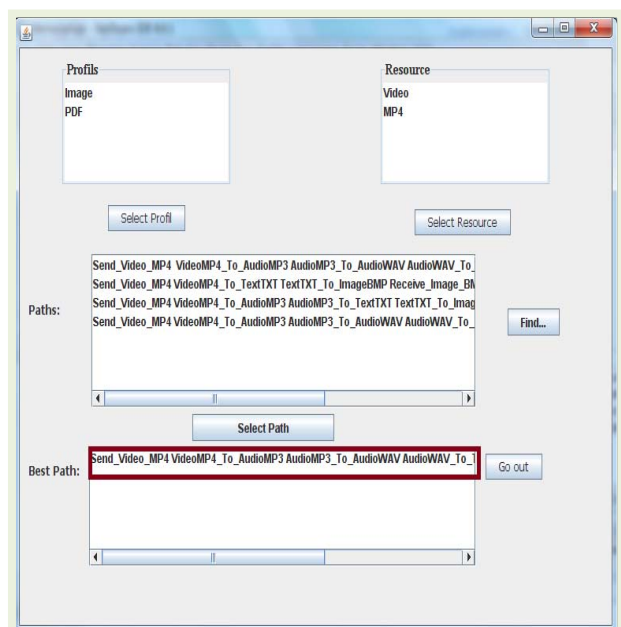 Profils
Resource
Image
PDF
Video
MP4
Select Profil
Select Resource
Paths:
Send_Video_MP4 VideoMP4_To_AudioMP3 AudioMP3_To_AudioWAV AudioWAV_To_
Send_Video_MP4 VideoMP4_To_TextTXT TextTXT_To_ImageBMP Receive_Image_BM
Send_Video_MP4 VideoMP4_To_AudioMP3 AudioMP3_To_TextTXT TextTXT_To_Imag
Send_Video_MP4 VideoMP4_To_AudioMP3 AudioMP3_To_AudioWAV AudioWAV_To_
Find...
Select Path
Best Path:
Send_Video_MP4 VideoMP4_To_AudioMP3 AudioMP3_To_AudioWAV AudioWAV_To_T
Go out